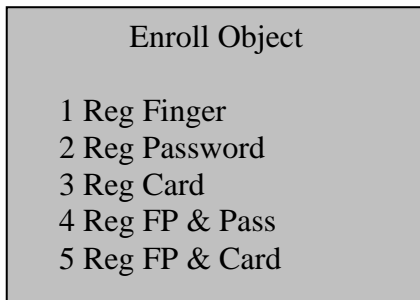 Enroll Object
1 Reg Finger
2 Reg Password
3 Reg Card
4 Reg FP & Pass
5 Reg FP & Card